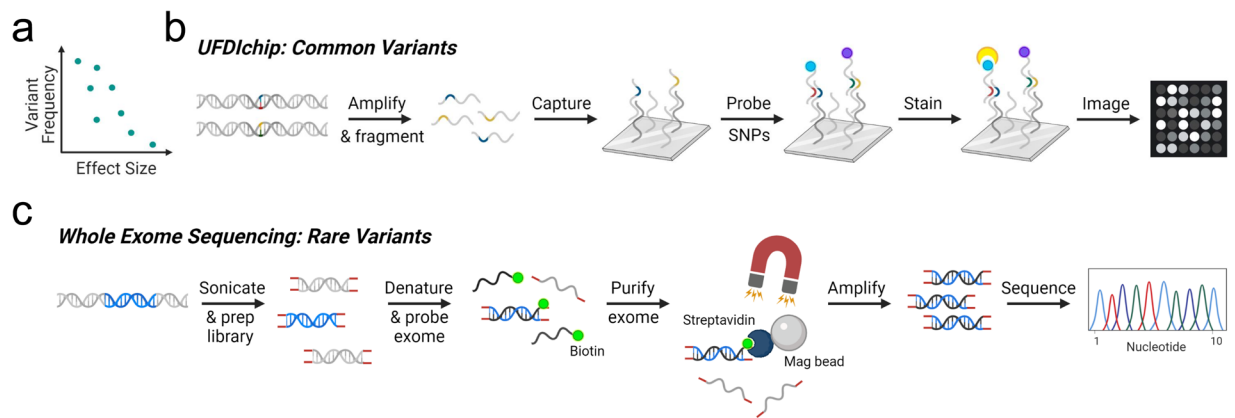 a
Variant
Frequency
Effect Size
b
UFDIchip: Common Variants
Amplify
& fragment
Capture
Probe
SNPs
Stain
Image
c
Whole Exome Sequencing: Rare Variants
Sonicate
& prep
library
Denature
& probe
exome
Biotin
Purify
exome
Streptavidin
Mag bead
Amplify
Sequence
1
Nucleotide
10